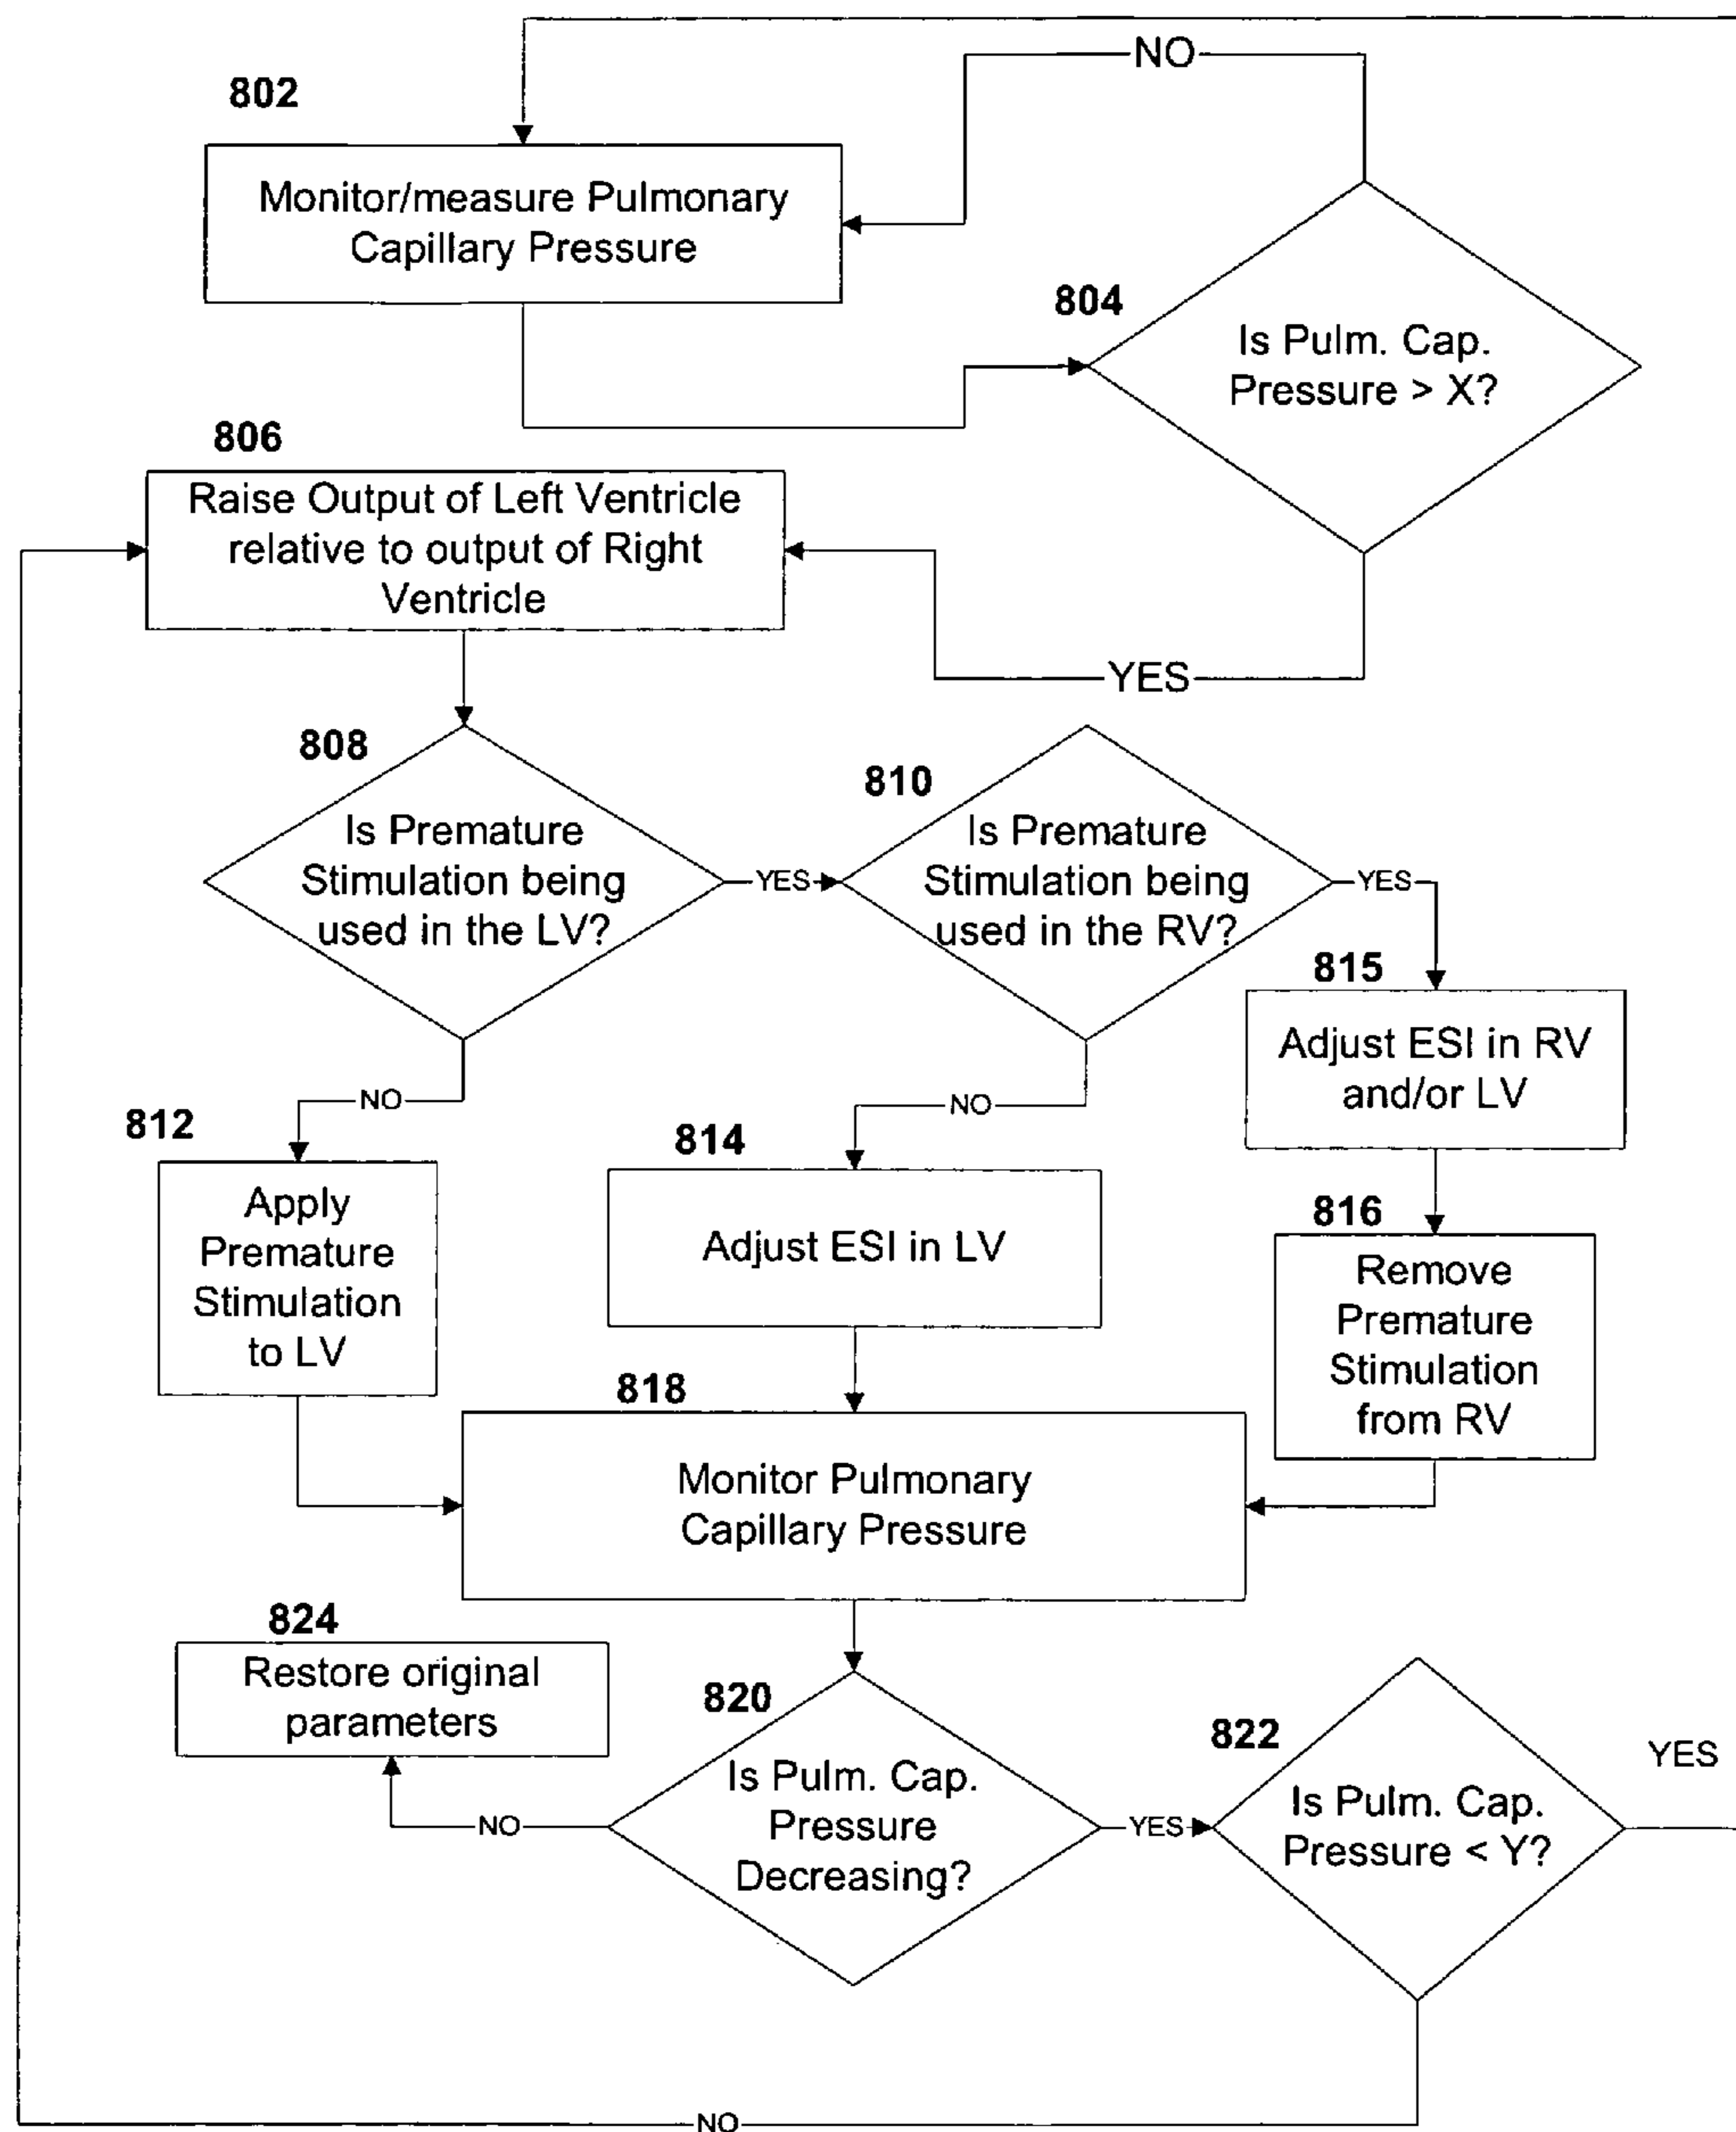 NO
802
Monitor/measure Pulmonary
Capillary Pressure
804
Is Pulm. Cap.
Pressure > X?
806
Raise Output of Left Ventricle
relative to output of Right
Ventricle
YES
808
Is Premature
Stimulation being
used in the LV?
YES
810
Is Premature
Stimulation being
used in the RV?
YES
815
Adjust ESI in RV
and/or LV
NO
812
Apply
Premature
Stimulation
to LV
NO
814
Adjust ESI in LV
816
Remove
Premature
Stimulation
from RV
818
Monitor Pulmonary
Capillary Pressure
824
Restore original
parameters
820
Is Pulm. Cap.
Pressure
Decreasing?
NO
YES
822
Is Pulm. Cap.
Pressure < Y?
YES
NO